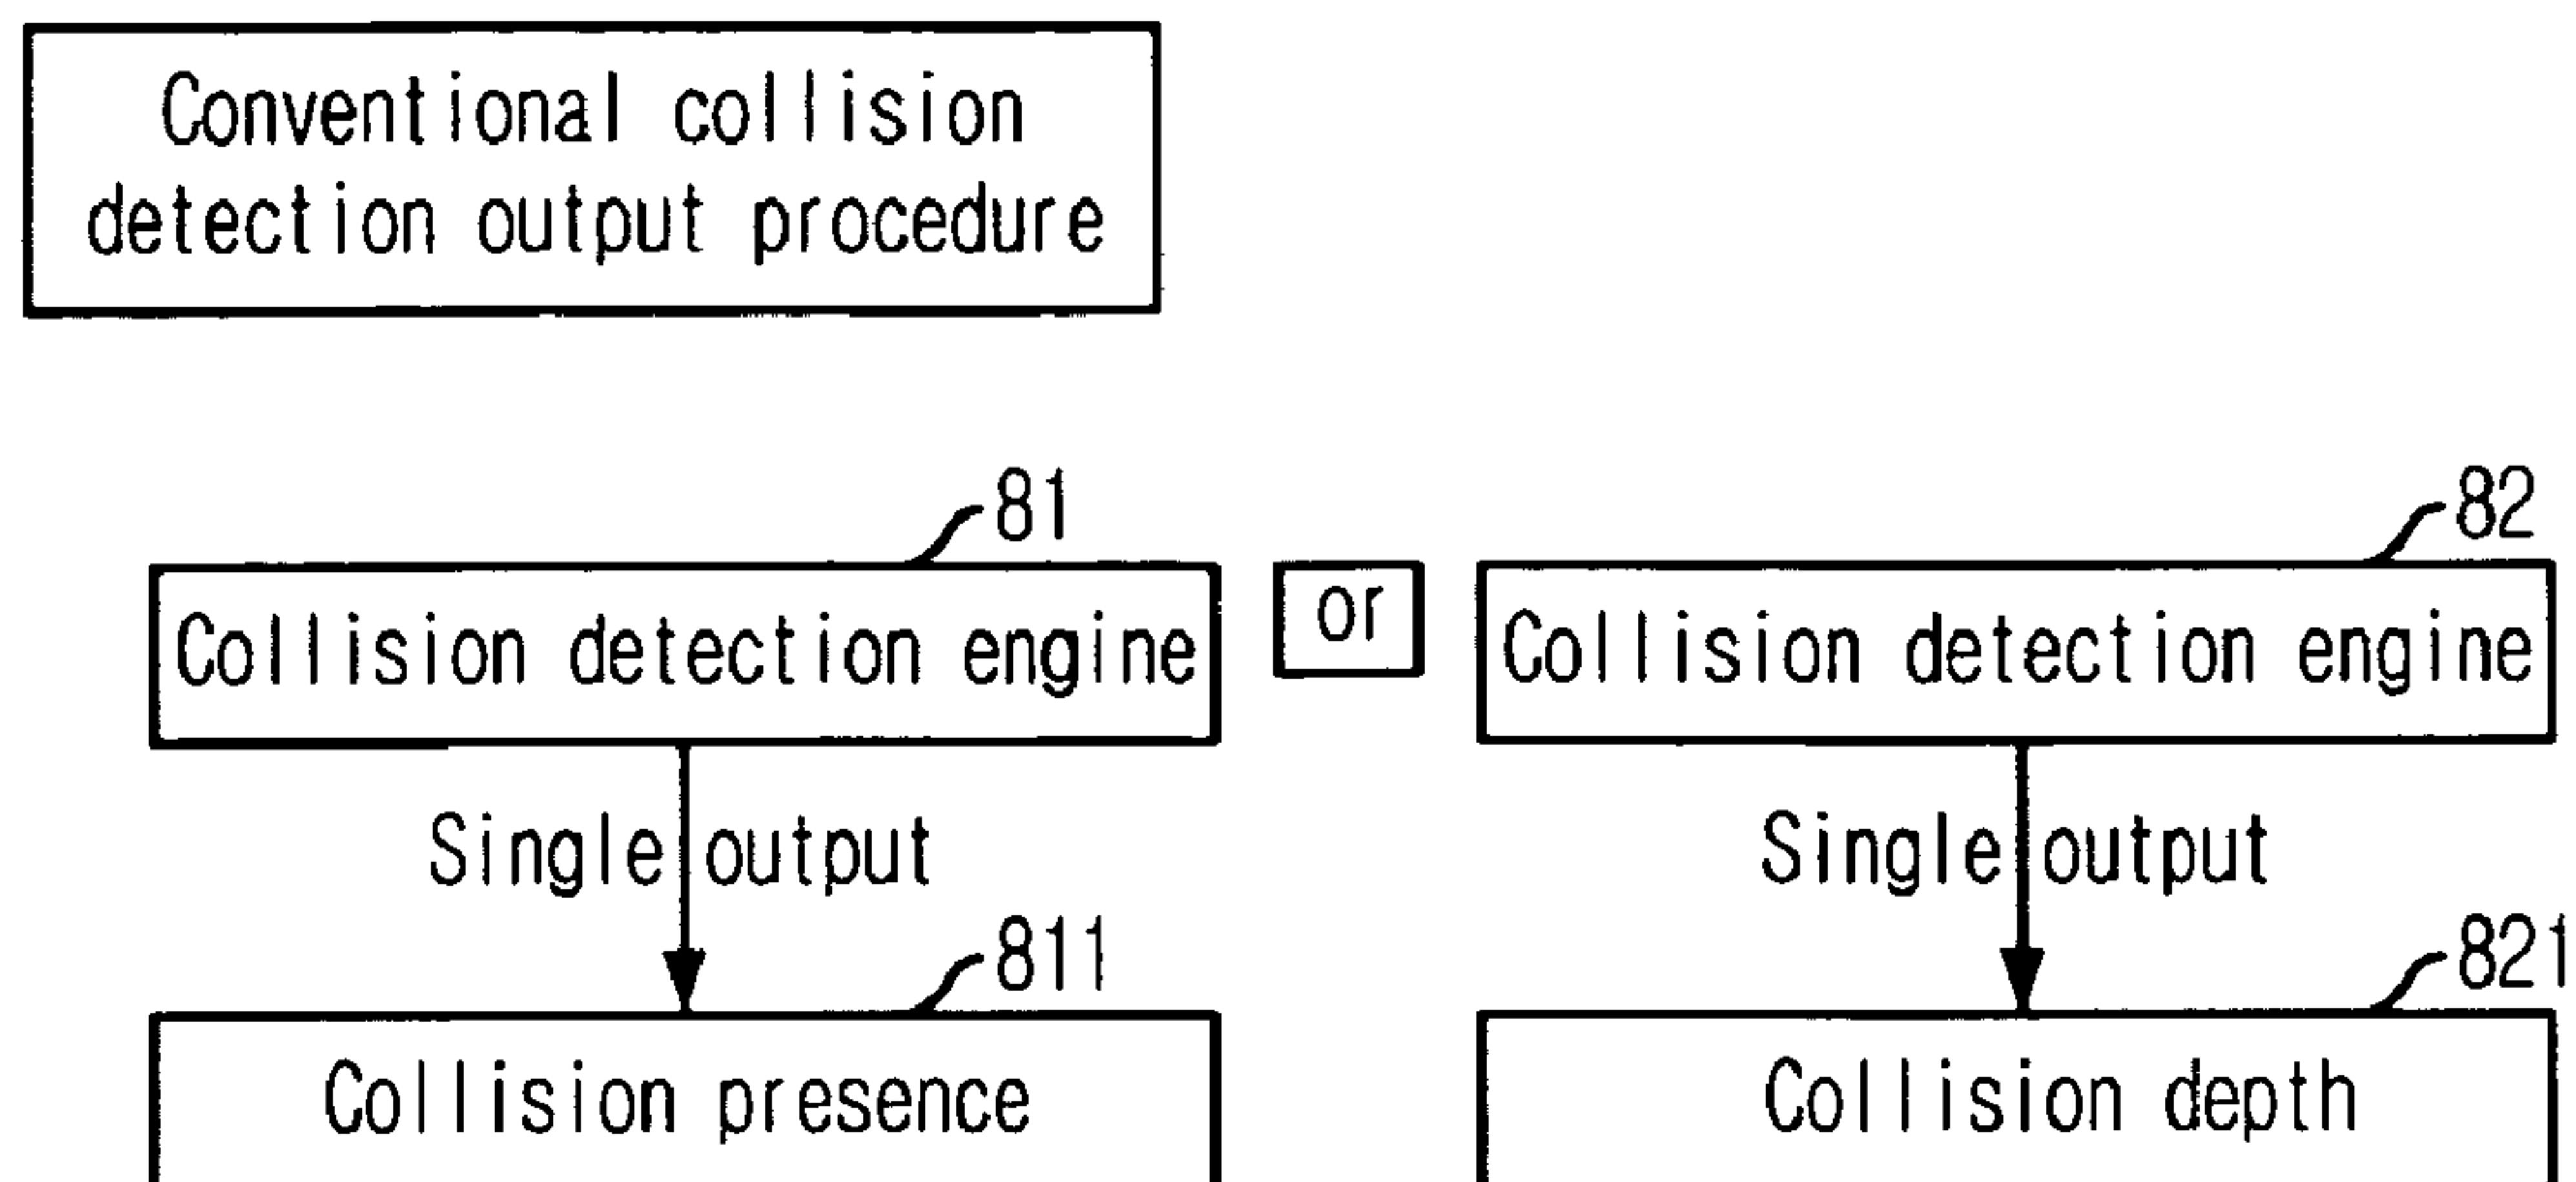 Conventional collision
detection output procedure
81
82
Collision detection engine
or
Collision detection engine
Single output
Single output
811
821
Collision presence
Collision depth